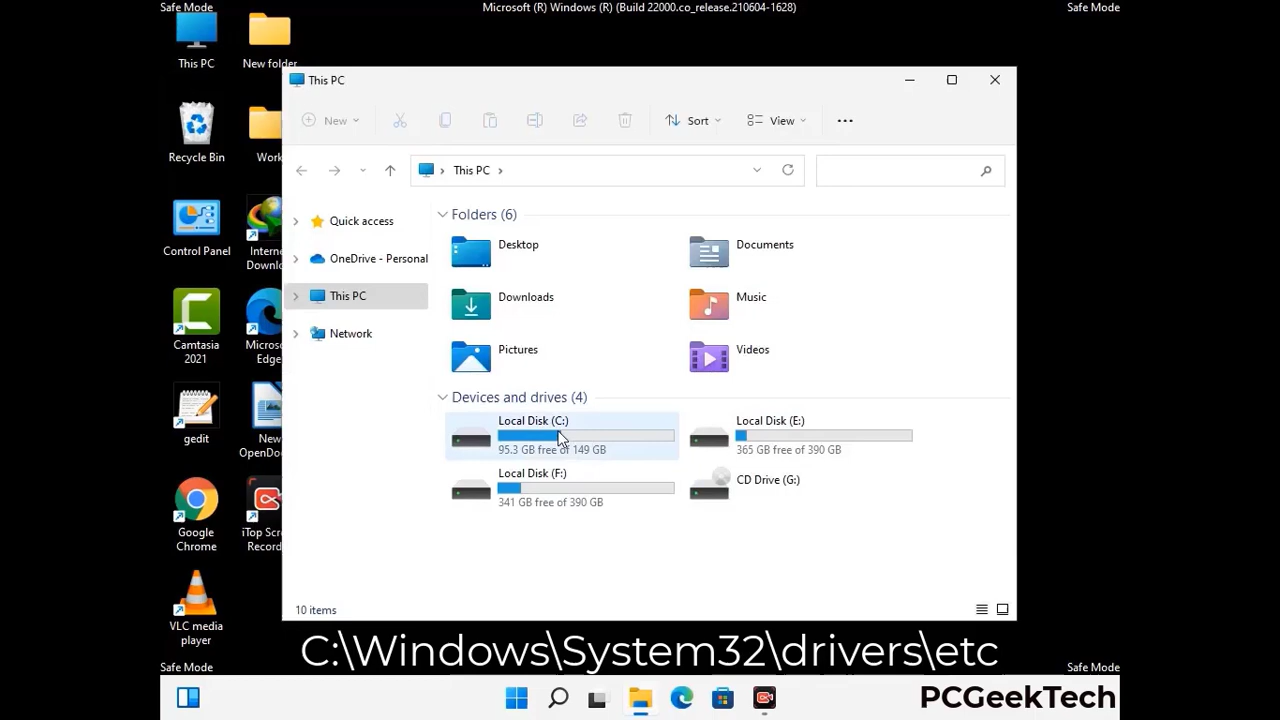 Safe Mode
Microsoft (R) Windows (R) (Build 22000.co_release.210604-1628)
Safe Mode
This PC
New folder
Recycle Bin
Work
Control Panel
Interne
Downlo
Camtasia
2021
Micros
Edge
gedit
New
OpenDo
Google
Chrome
iTop Scre
Record
VLC media
player
This PC
New
Sort
View
This PC
Quick access
OneDrive - Personal
This PC
Network
Folders (6)
Desktop
Documents
Downloads
Music
Pictures
Videos
Devices and drives (4)
Local Disk (C:)
95.3 GB free of 149 GB
Local Disk (E:)
365 GB free of 390 GB
Local Disk (F:)
341 GB free of 390 GB
CD Drive (G:)
10 items
C:\Windows\System32\drivers\etc
Safe Mode
Safe Mode
PCGeekTech